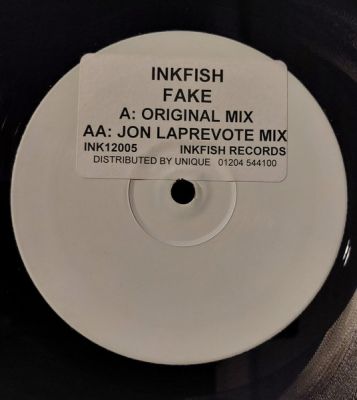 INKFISH
FAKE
A: ORIGINAL MIX
AA: JON LAPREVOTE MIX
INK12005 INKFISH RECORDS
DISTRIBUTED BY UNIQUE 01204 544100